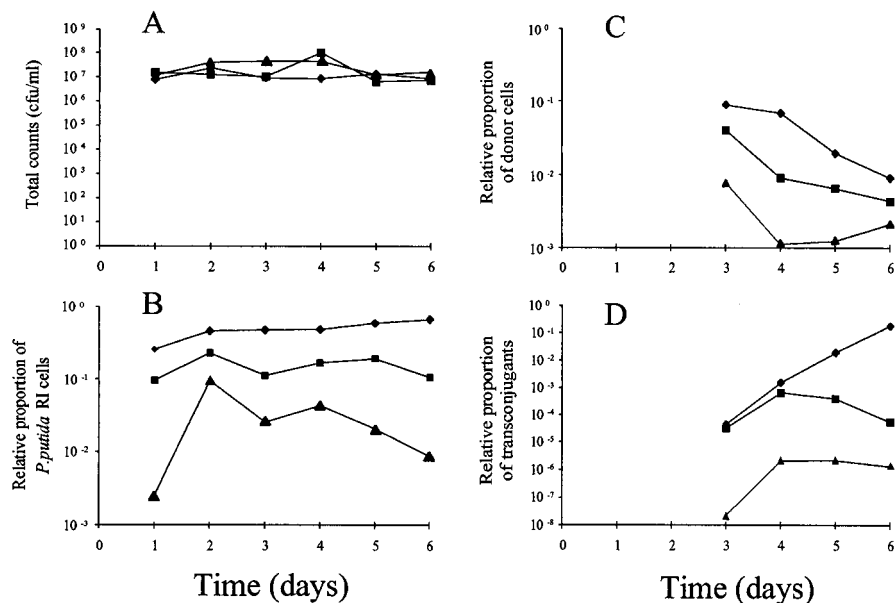 A
Total counts (cfu/ml)
10⁹
10⁸
10⁷
10⁶
10⁵
10⁴
10³
10²
10¹
10⁰
0 1 2 3 4 5 6
B
Relative proportion of
P.putida RI cells
10⁰
10⁻¹
10⁻²
10⁻³
0 1 2 3 4 5 6
Time (days)
C
Relative proportion
of donor cells
10⁰
10⁻¹
10⁻²
10⁻³
0 1 2 3 4 5 6
D
Relative proportion
of transconjugants
10⁰
10⁻¹
10⁻²
10⁻³
10⁻⁴
10⁻⁵
10⁻⁶
10⁻⁷
10⁻⁸
0 1 2 3 4 5 6
Time (days)